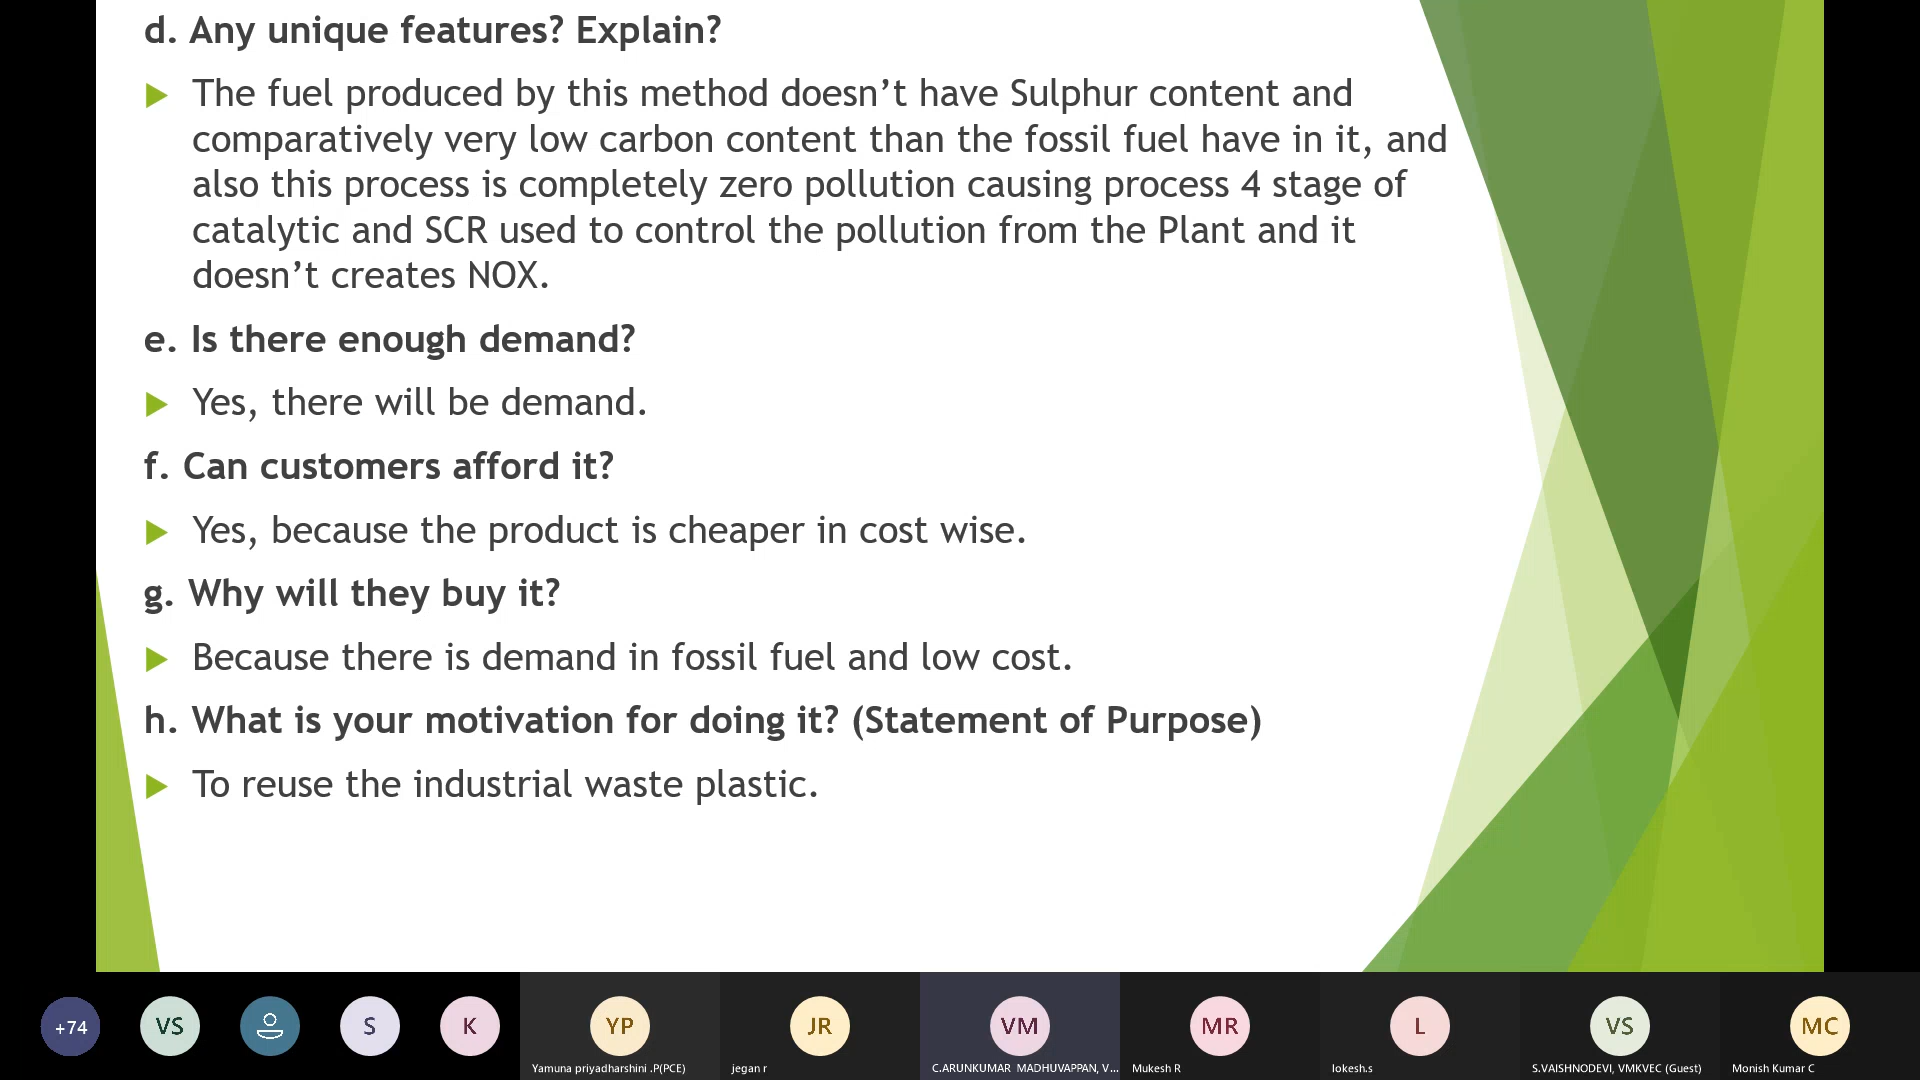 d. Any unique features? Explain?
The fuel produced by this method doesn’t have Sulphur content and
comparatively very low carbon content than the fossil fuel have in it, and
also this process is completely zero pollution causing process 4 stage of
catalytic and SCR used to control the pollution from the Plant and it
doesn’t creates NOX.
e. Is there enough demand?
Yes, there will be demand.
f. Can customers afford it?
Yes, because the product is cheaper in cost wise.
g. Why will they buy it?
Because there is demand in fossil fuel and low cost.
h. What is your motivation for doing it? (Statement of Purpose)
To reuse the industrial waste plastic.
+74 VS S K YP JR VM MR L VS MC
Yamuna priyadharshini .P(PCE) jegan r C.ARUNKUMAR MADHUVAPPAN, V... Mukesh R lokesh.s S.VAISHNODEVI, VMKVEC (Guest) Monish Kumar C